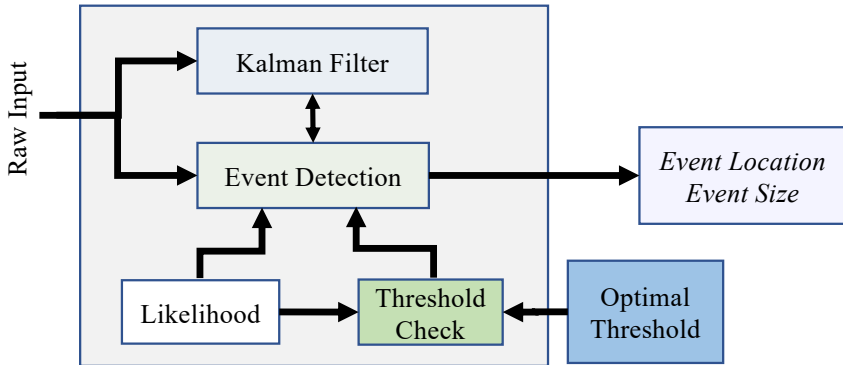 Raw Input
Kalman Filter
Event Detection
Event Location
Event Size
Likelihood
Threshold
Check
Optimal
Threshold